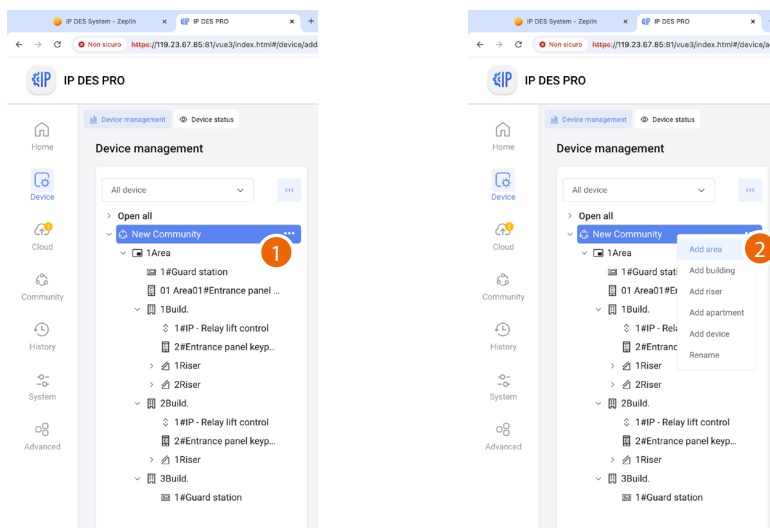 IP DES System - Zeplin
IP DES PRO
Non sicuro https://119.23.67.85:81/vue3/index.html#/device/add
IP DES PRO
Home
Device
Cloud
Community
History
System
Advanced
Device management
Device status
Device management
All device
Open all
New Community
1
1Area
1#Guard station
01 Area01#Entrance panel ...
1Build.
1#IP - Relay lift control
2#Entrance panel keyp...
1Riser
2Riser
2Build.
1#IP - Relay lift control
2#Entrance panel keyp...
1Riser
3Build.
1#Guard station
IP DES System - Zeplin
IP DES PRO
Non sicuro https://119.23.67.85:81/vue3/index.html#/device/ad
IP DES PRO
Home
Device
Cloud
Community
History
System
Advanced
Device management
Device status
Device management
All device
Open all
New Community
2
1Area
1#Guard stati
01 Area01#E
1Build.
1#IP - Rela
2#Entranc
1Riser
2Riser
2Build.
1#IP - Relay lift control
2#Entrance panel keyp...
1Riser
3Build.
1#Guard station
Add area
Add building
Add riser
Add apartment
Add device
Rename